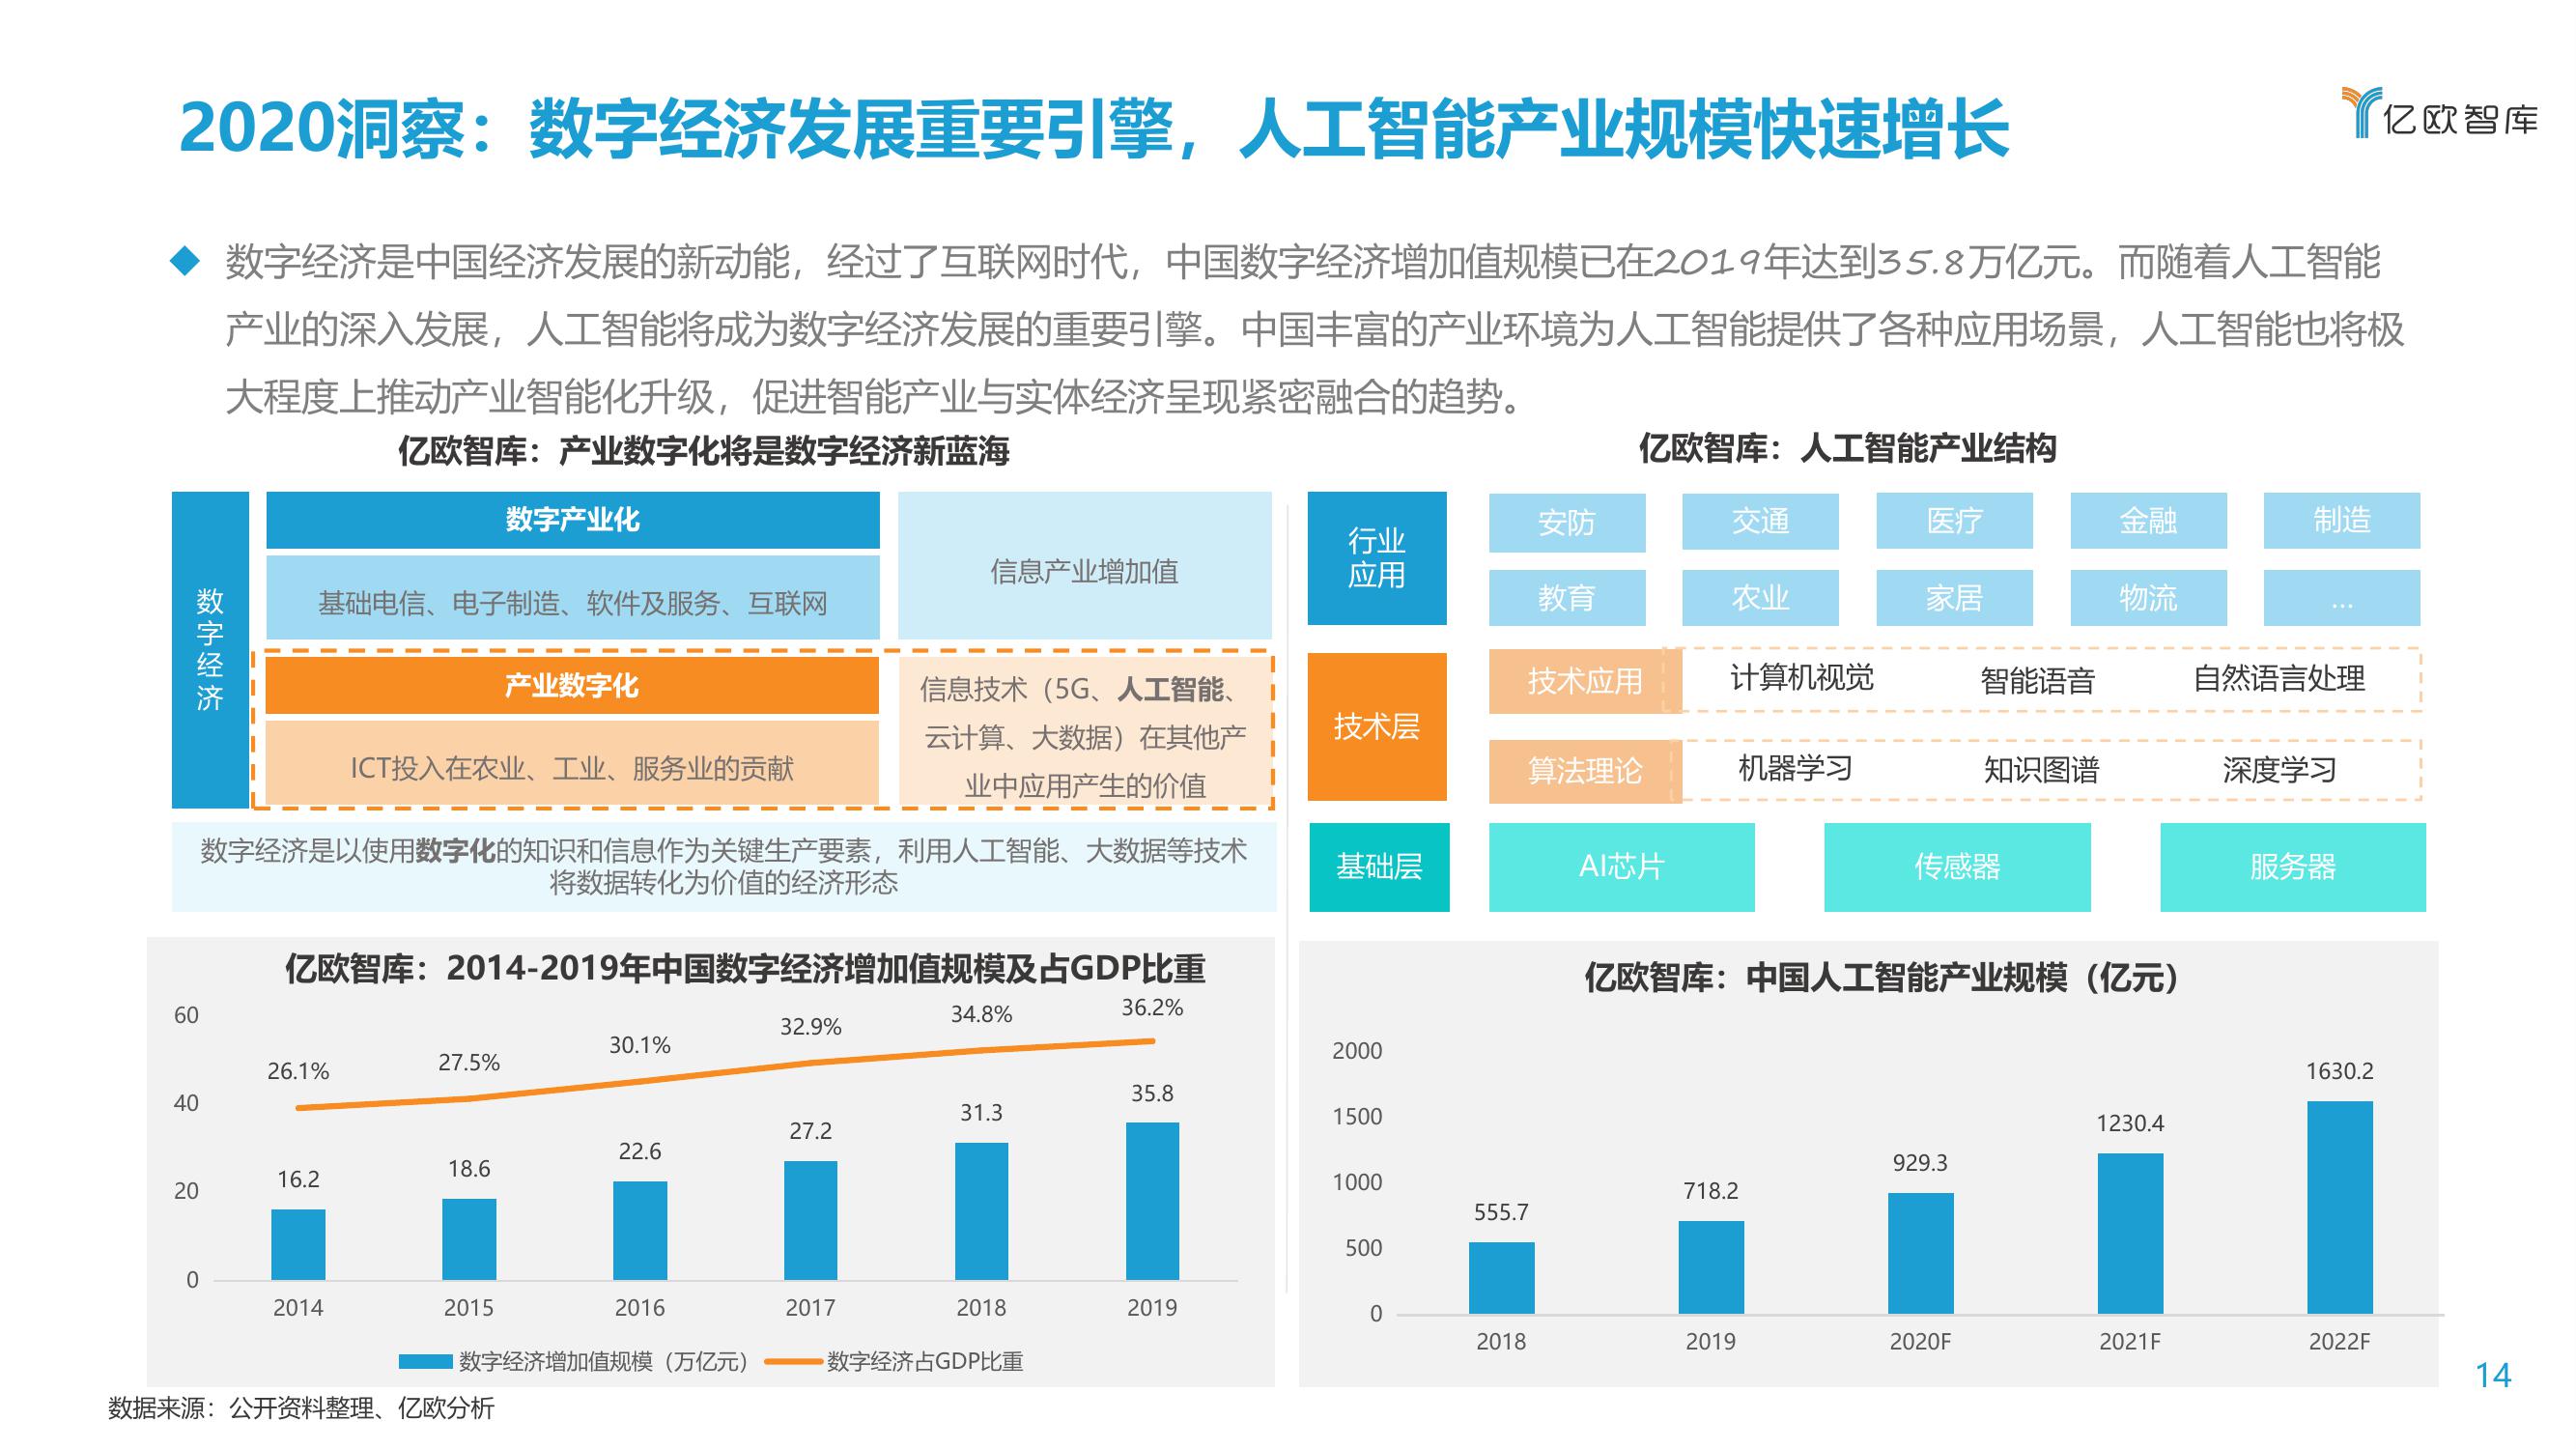 2020洞察：数字经济发展重要引擎，人工智能产业规模快速增长
亿欧智库
数字经济是中国经济发展的新动能，经过了互联网时代，中国数字经济增加值规模已在2019年达到35.8万亿元。而随着人工智能
产业的深入发展，人工智能将成为数字经济发展的重要引擎。中国丰富的产业环境为人工智能提供了各种应用场景，人工智能也将极
大程度上推动产业智能化升级，促进智能产业与实体经济呈现紧密融合的趋势。
亿欧智库：产业数字化将是数字经济新蓝海
数字经济
数字产业化
基础电信、电子制造、软件及服务、互联网
信息产业增加值
产业数字化
ICT投入在农业、工业、服务业的贡献
信息技术（5G、人工智能、
云计算、大数据）在其他产
业中应用产生的价值
数字经济是以使用数字化的知识和信息作为关键生产要素，利用人工智能、大数据等技术
将数据转化为价值的经济形态
亿欧智库：人工智能产业结构
行业
应用
安防 交通 医疗 金融 制造
教育 农业 家居 物流 ...
技术层
技术应用 计算机视觉 智能语音 自然语言处理
算法理论 机器学习 知识图谱 深度学习
基础层 AI芯片 传感器 服务器
亿欧智库：2014-2019年中国数字经济增加值规模及占GDP比重
60
40
20
0
26.1% 27.5% 30.1% 32.9% 34.8% 36.2%
16.2 18.6 22.6 27.2 31.3 35.8
2014 2015 2016 2017 2018 2019
数字经济增加值规模（万亿元） 数字经济占GDP比重
亿欧智库：中国人工智能产业规模（亿元）
2000
1500
1000
500
0
555.7 718.2 929.3 1230.4 1630.2
2018 2019 2020F 2021F 2022F
14
数据来源：公开资料整理、亿欧分析